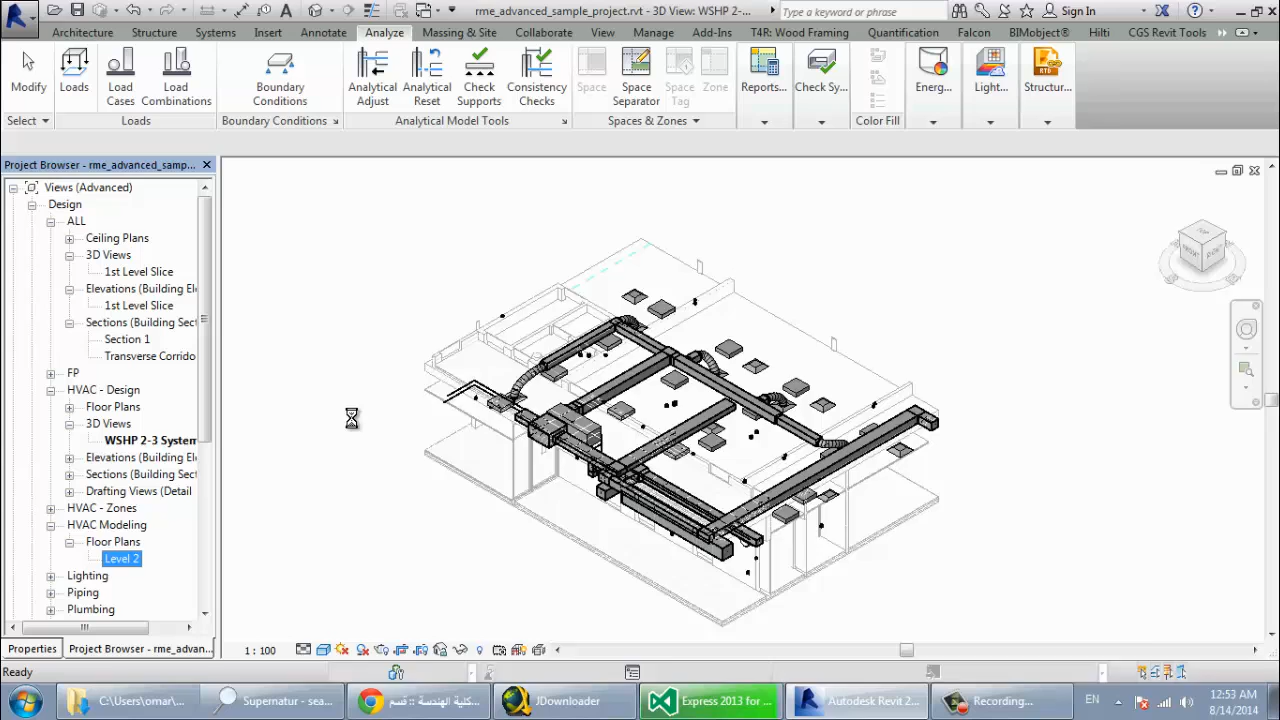 rme_advanced_sample_project.rvt - 3D View: WSHP 2-3...
Type a keyword or phrase
Sign In
Architecture Structure Systems Insert Annotate Analyze Massing & Site Collaborate View Manage Add-Ins T4R: Wood Framing Quantification Falcon BIMobject® Hilti CGS Revit Tools
Modify
Loads
Load Cases
Load Combinations
Boundary Conditions
Analytical Adjust
Analytical Reset
Check Supports
Consistency Checks
Space
Space Separator
Space Tag
Zone
Reports...
Check Sy...
Energ...
Light...
Structur...
Select
Loads
Boundary Conditions
Analytical Model Tools
Spaces & Zones
Color Fill
Project Browser - rme_advanced_samp...
Views (Advanced)
Design
ALL
Ceiling Plans
3D Views
1st Level Slice
Elevations (Building El
1st Level Slice
Sections (Building Sect
Section 1
Transverse Corrido
FP
HVAC - Design
Floor Plans
3D Views
WSHP 2-3 System
Elevations (Building El
Sections (Building Sect
Drafting Views (Detail
HVAC - Zones
HVAC Modeling
Floor Plans
Level 2
Lighting
Piping
Plumbing
Properties
Project Browser - rme_advan...
1 : 100
Ready
C:\Users\omar\...
Supernatur - sea...
كلية الهندسة :: قسم...
JDownloader
Express 2013 for ...
Autodesk Revit 2...
Recording...
EN
12:53 AM
8/14/2014